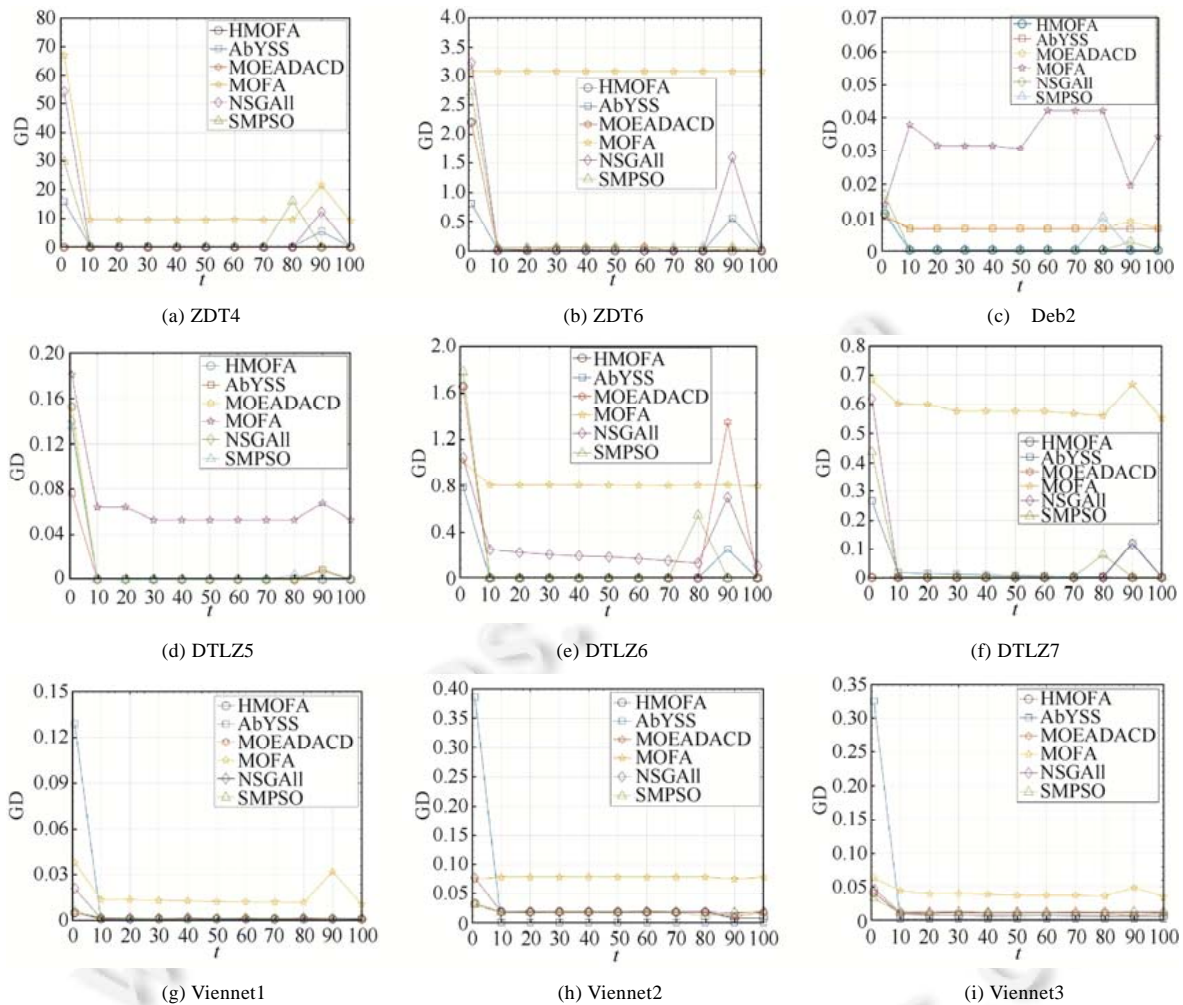 80
70
60
50
40
30
20
10
0
GD
HMOFA
AbYSS
MOEADACD
MOFA
NSGAII
SMPSO
0 10 20 30 40 50 60 70 80 90 100
t
(a) ZDT4
4.0
3.5
3.0
2.5
2.0
1.5
1.0
0.5
0
GD
HMOFA
AbYSS
MOEADACD
MOFA
NSGAII
SMPSO
0 10 20 30 40 50 60 70 80 90 100
t
(b) ZDT6
0.07
0.06
0.05
0.04
0.03
0.02
0.01
0
GD
HMOFA
AbYSS
MOEADACD
MOFA
NSGAII
SMPSO
0 10 20 30 40 50 60 70 80 90 100
t
(c) Deb2
0.20
0.16
0.12
0.08
0.04
0
GD
HMOFA
AbYSS
MOEADACD
MOFA
NSGAII
SMPSO
0 10 20 30 40 50 60 70 80 90 100
t
(d) DTLZ5
2.0
1.6
1.2
0.8
0.4
0
GD
HMOFA
AbYSS
MOEADACD
MOFA
NSGAII
SMPSO
0 10 20 30 40 50 60 70 80 90 100
t
(e) DTLZ6
0.8
0.7
0.6
0.5
0.4
0.3
0.2
0.1
0
GD
HMOFA
AbYSS
MOEADACD
MOFA
NSGAII
SMPSO
0 10 20 30 40 50 60 70 80 90 100
t
(f) DTLZ7
0.15
0.12
0.09
0.06
0.03
0
GD
HMOFA
AbYSS
MOEADACD
MOFA
NSGAII
SMPSO
0 10 20 30 40 50 60 70 80 90 100
t
(g) Viennet1
0.40
0.35
0.30
0.25
0.20
0.15
0.10
0.05
0
GD
HMOFA
AbYSS
MOEADACD
MOFA
NSGAII
SMPSO
0 10 20 30 40 50 60 70 80 90 100
t
(h) Viennet2
0.35
0.30
0.25
0.20
0.15
0.10
0.05
0
GD
HMOFA
AbYSS
MOEADACD
MOFA
NSGAII
SMPSO
0 10 20 30 40 50 60 70 80 90 100
t
(i) Viennet3